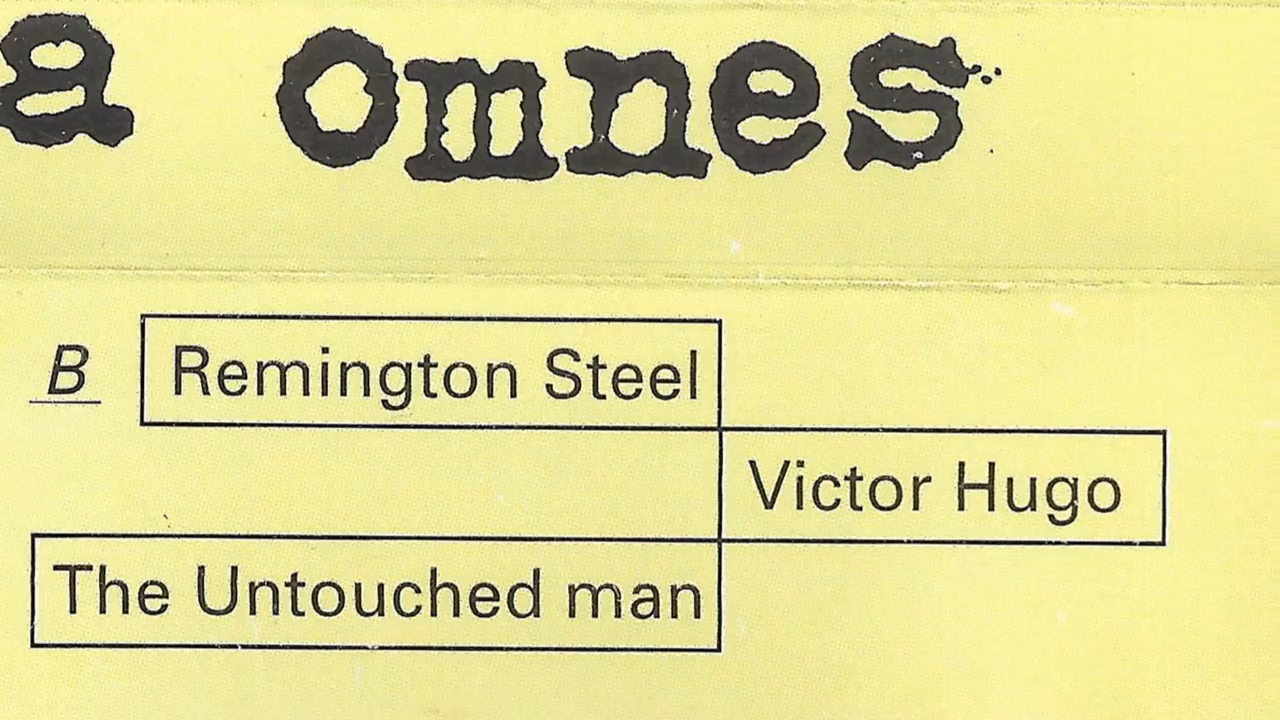 a omnes
B Remington Steel
Victor Hugo
The Untouched man